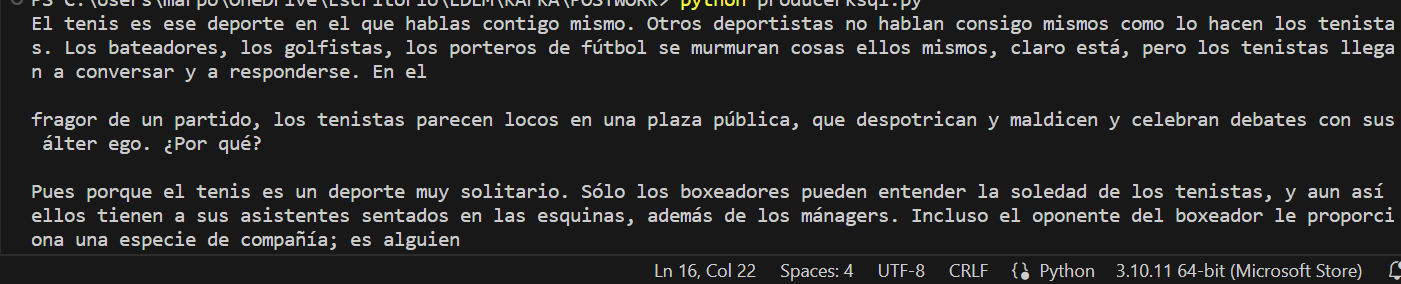 PS C:\Users\marpo\OneDrive\Escritorio\EDEM\KAFKA\POSTWORK> python producerksql.py
El tenis es ese deporte en el que hablas contigo mismo. Otros deportistas no hablan consigo mismos como lo hacen los tenista
s. Los bateadores, los golfistas, los porteros de fútbol se murmuran cosas ellos mismos, claro está, pero los tenistas llega
n a conversar y a responderse. En el
fragor de un partido, los tenistas parecen locos en una plaza pública, que despotrican y maldicen y celebran debates con sus
álter ego. ¿Por qué?
Pues porque el tenis es un deporte muy solitario. Sólo los boxeadores pueden entender la soledad de los tenistas, y aun así
ellos tienen a sus asistentes sentados en las esquinas, además de los mánagers. Incluso el oponente del boxeador le proporci
ona una especie de compañía; es alguien
Ln 16, Col 22 Spaces: 4 UTF-8 CRLF Python 3.10.11 64-bit (Microsoft Store)